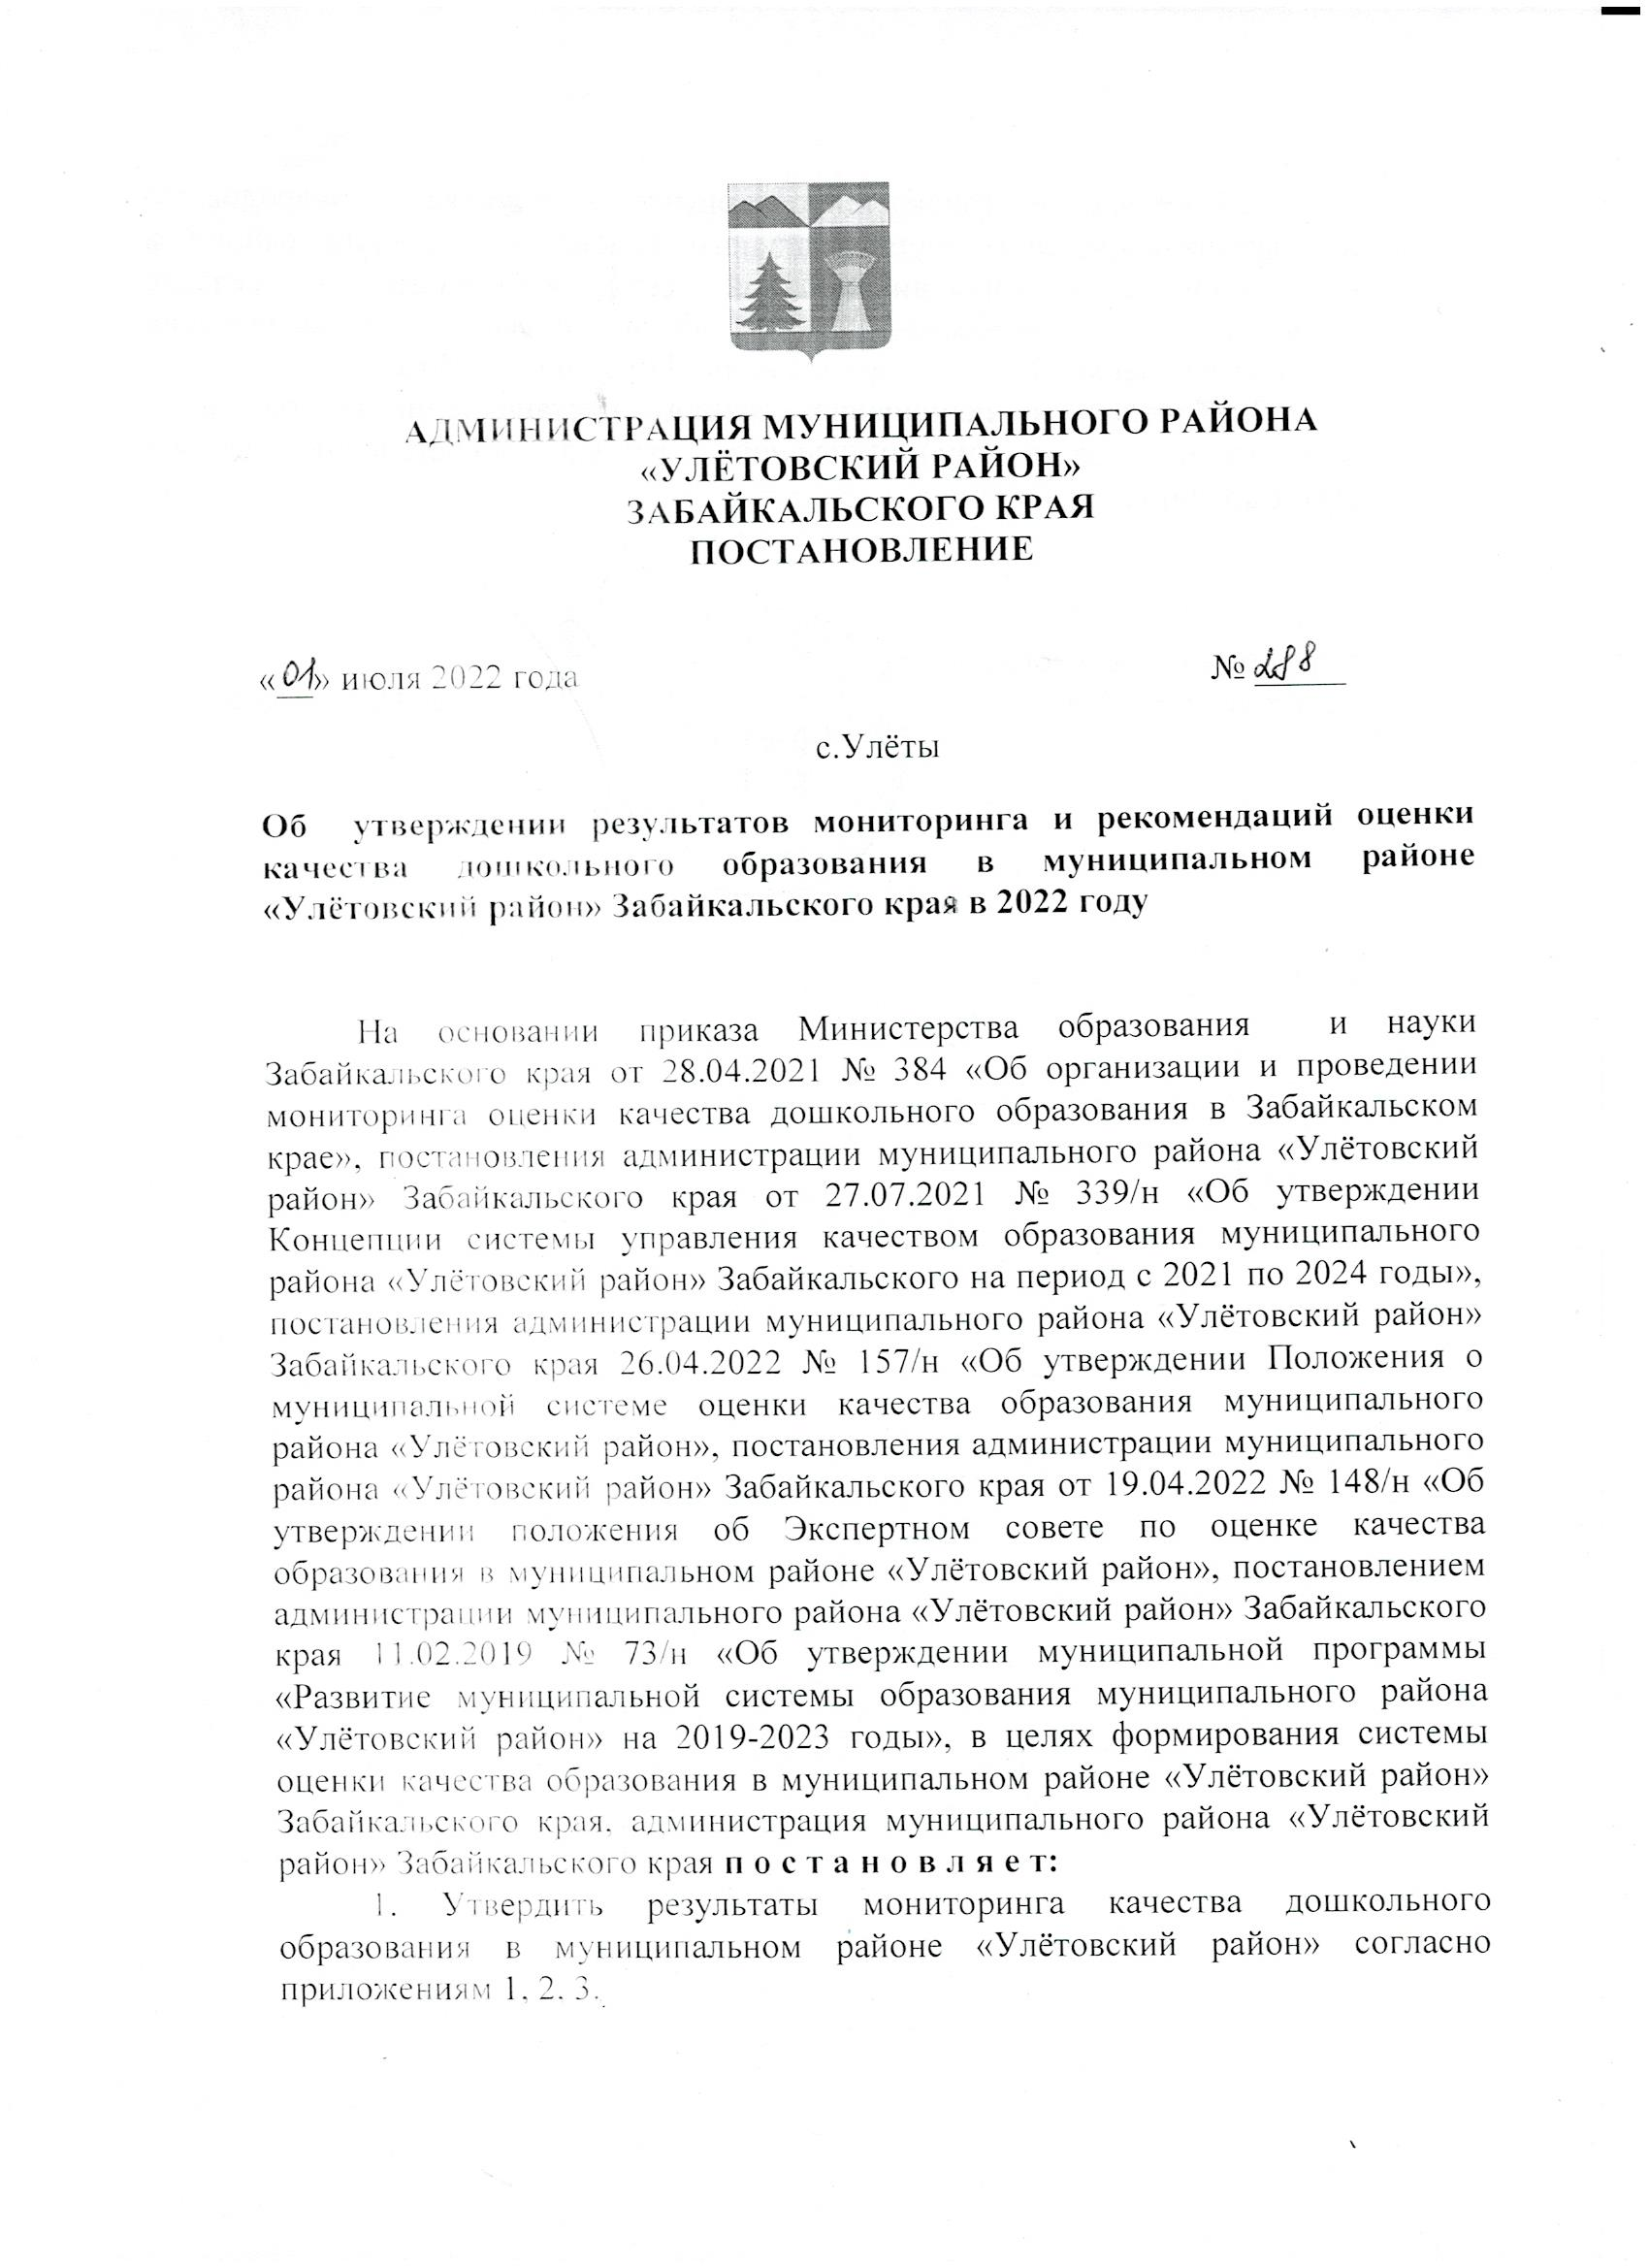 АДМИНИСТРАЦИЯ МУНИЦИПАЛЬНОГО РАЙОНА
«УЛЁТОВСКИЙ РАЙОН»
ЗАБАЙКАЛЬСКОГО КРАЯ
ПОСТАНОВЛЕНИЕ
«01» июля 2022 года № 288
с.Улёты
Об утверждении результатов мониторинга и рекомендаций оценки
качества дошкольного образования в муниципальном районе
«Улётовский район» Забайкальского края в 2022 году
На основании приказа Министерства образования и науки
Забайкальского края от 28.04.2021 № 384 «Об организации и проведении
мониторинга оценки качества дошкольного образования в Забайкальском
крае», постановления администрации муниципального района «Улётовский
район» Забайкальского края от 27.07.2021 № 339/н «Об утверждении
Концепции системы управления качеством образования муниципального
района «Улётовский район» Забайкальского на период с 2021 по 2024 годы»,
постановления администрации муниципального района «Улётовский район»
Забайкальского края 26.04.2022 № 157/н «Об утверждении Положения о
муниципальной системе оценки качества образования муниципального
района «Улётовский район», постановления администрации муниципального
района «Улётовский район» Забайкальского края от 19.04.2022 № 148/н «Об
утверждении положения об Экспертном совете по оценке качества
образования в муниципальном районе «Улётовский район», постановлением
администрации муниципального района «Улётовский район» Забайкальского
края 11.02.2019 № 73/н «Об утверждении муниципальной программы
«Развитие муниципальной системы образования муниципального района
«Улётовский район» на 2019-2023 годы», в целях формирования системы
оценки качества образования в муниципальном районе «Улётовский район»
Забайкальского края, администрация муниципального района «Улётовский
район» Забайкальского края п о с т а н о в л я е т:
1. Утвердить результаты мониторинга качества дошкольного
образования в муниципальном районе «Улётовский район» согласно
приложениям 1, 2, 3.